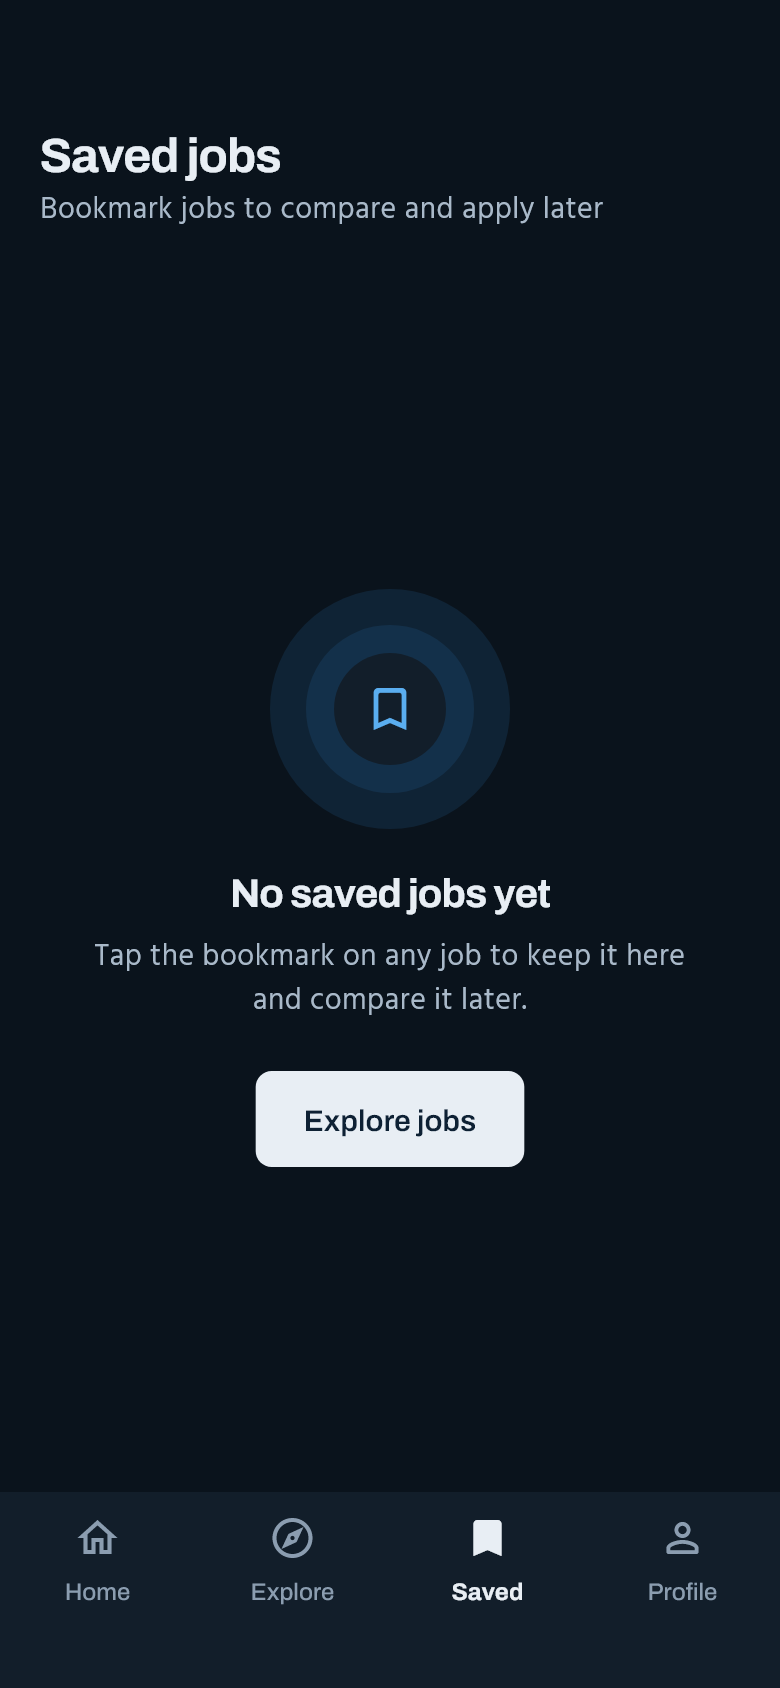 Saved jobs
Bookmark jobs to compare and apply later
No saved jobs yet
Tap the bookmark on any job to keep it here
and compare it later.
Explore jobs
Home
Explore
Saved
Profile